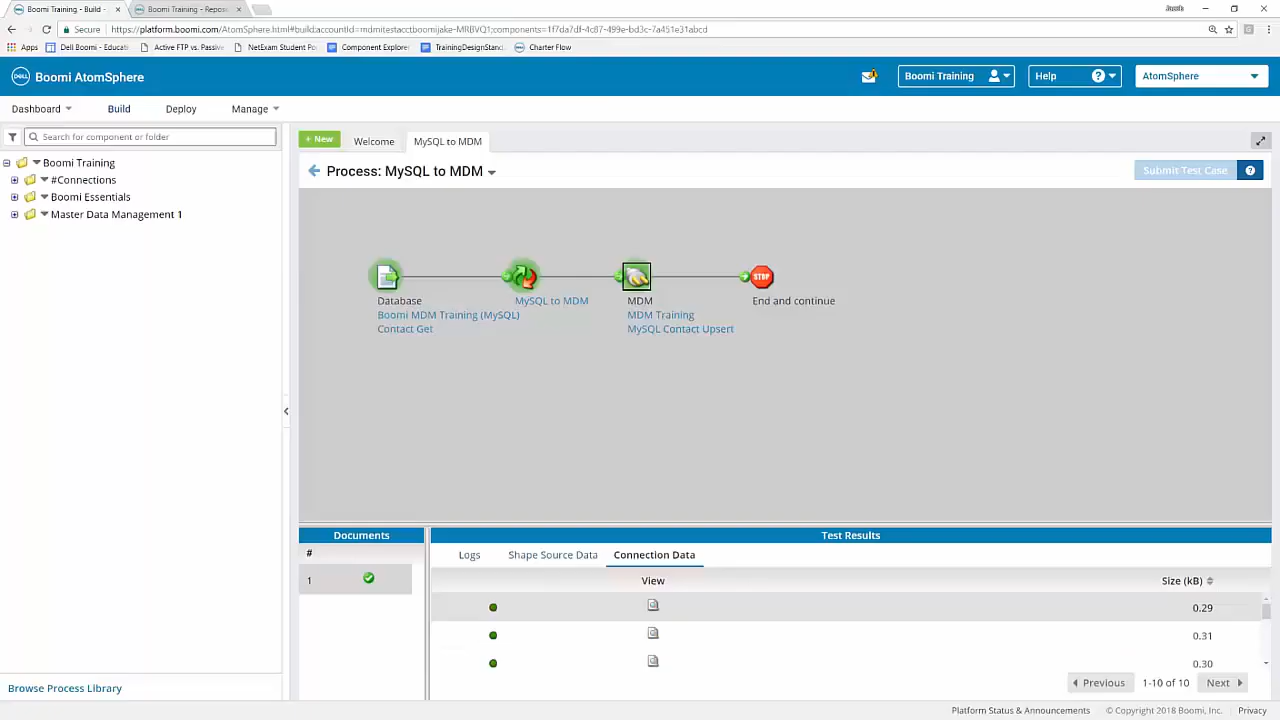 Boomi Training - Build -
Boomi Training - Repos
Secure
https://platform.boomi.com/AtomSphere.html#build;accountId=mdmitestacctboomijake-MRBVQ1;components=1f7da7df-4c87-499e-bd3c-7a451e31abcd
Apps
Dell Boomi - Educati
Active FTP vs. Passive
NetExam Student Po
Component Explore
TrainingDesignStand
Charter Flow
DELL
Boomi AtomSphere
Boomi Training
Help
?
AtomSphere
Dashboard
Build
Deploy
Manage
Search for component or folder
+ New
Welcome
MySQL to MDM
Boomi Training
#Connections
Boomi Essentials
Master Data Management 1
Process: MySQL to MDM
Submit Test Case
?
STOP
Database
Boomi MDM Training (MySQL)
Contact Get
MySQL to MDM
MDM
MDM Training
MySQL Contact Upsert
End and continue
Documents
#
1
Test Results
Logs
Shape Source Data
Connection Data
View
Size (kB)
0.29
0.31
0.30
Previous
1-10 of 10
Next
Browse Process Library
Platform Status & Announcements
© Copyright 2018 Boomi, Inc.
Privacy